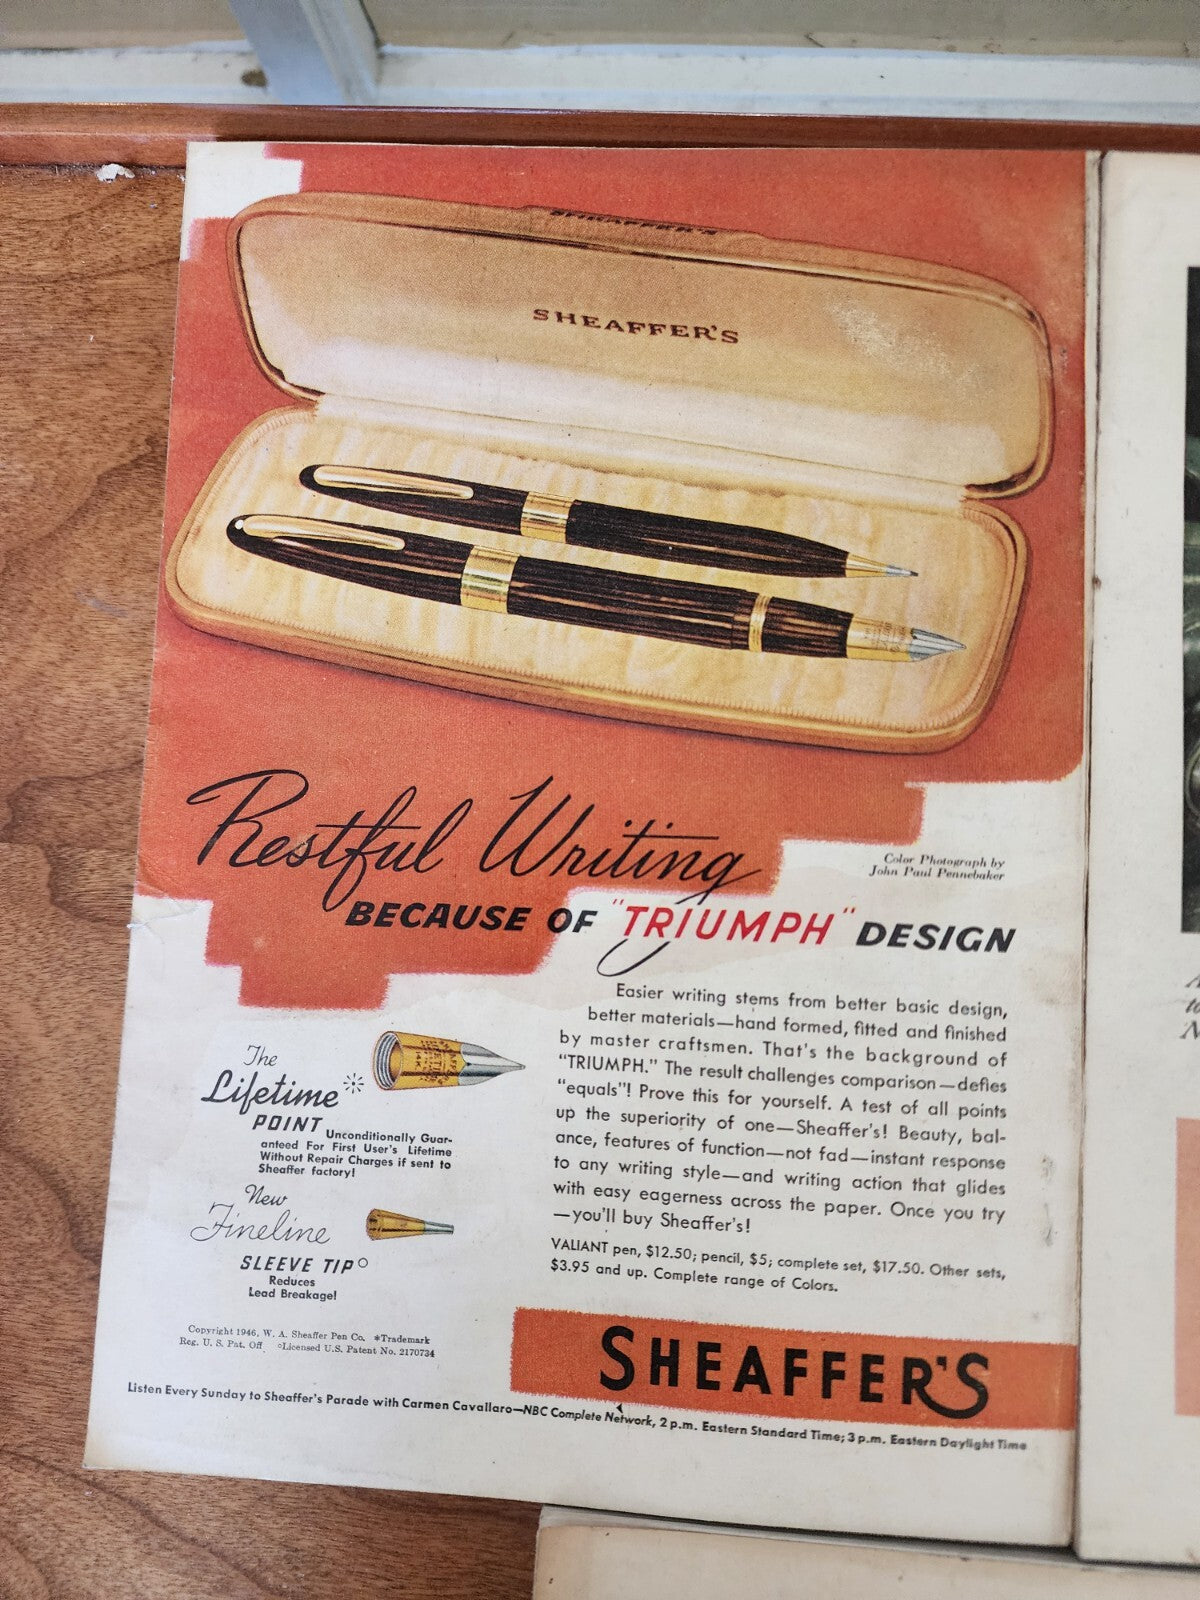 SHEAFFER'S
SHEAFFER'S
Restful Writing
Color Photograph by
John Paul Pennebaker
BECAUSE OF "TRIUMPH" DESIGN
Easier writing stems from better basic design,
better materials—hand formed, fitted and finished
by master craftsmen. That's the background of
"TRIUMPH." The result challenges comparison—defies
"equals"! Prove this for yourself. A test of all points
up the superiority of one—Sheaffer's! Beauty, bal-
ance, features of function—not fad—instant response
to any writing style—and writing action that glides
with easy eagerness across the paper. Once you try
—you'll buy Sheaffer's!
VALIANT pen, $12.50; pencil, $5; complete set, $17.50. Other sets,
$3.95 and up. Complete range of Colors.
The
Lifetime*
POINT
Unconditionally Guar-
anteed For First User's Lifetime
Without Repair Charges if sent to
Sheaffer factory!
New
Fineline
SLEEVE TIP°
Reduces
Lead Breakage!
Copyright 1946, W. A. Sheaffer Pen Co. *Trademark
Reg. U. S. Pat. Off. °Licensed U.S. Patent No. 2170734
SHEAFFER'S
Listen Every Sunday to Sheaffer's Parade with Carmen Cavallaro—NBC Complete Network, 2 p.m. Eastern Standard Time; 3 p.m. Eastern Daylight Time